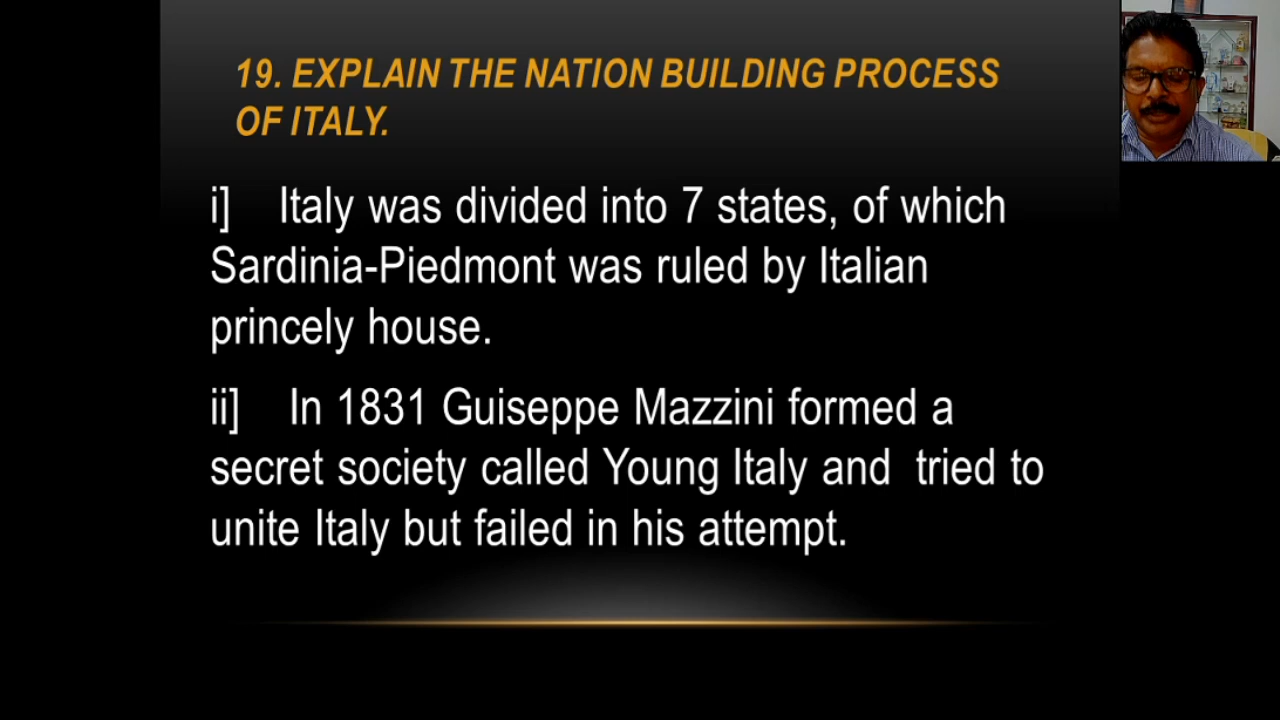 19. EXPLAIN THE NATION BUILDING PROCESS
OF ITALY.
i] Italy was divided into 7 states, of which
Sardinia-Piedmont was ruled by Italian
princely house.
ii] In 1831 Guiseppe Mazzini formed a
secret society called Young Italy and tried to
unite Italy but failed in his attempt.